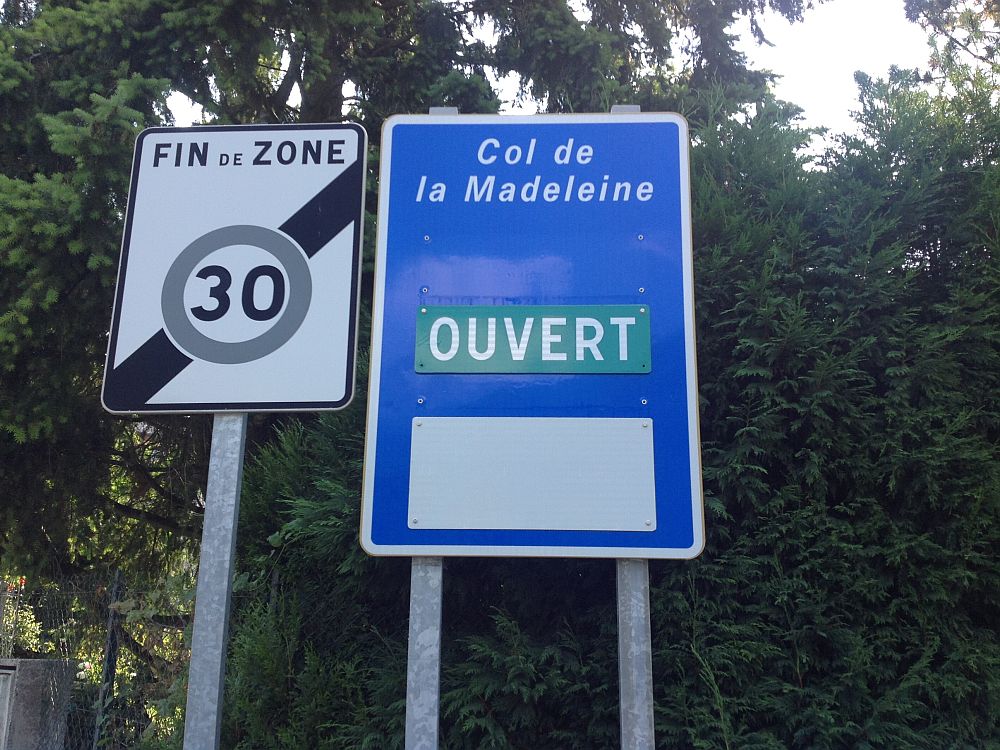 FIN DE ZONE
30
Col de
la Madeleine
OUVERT